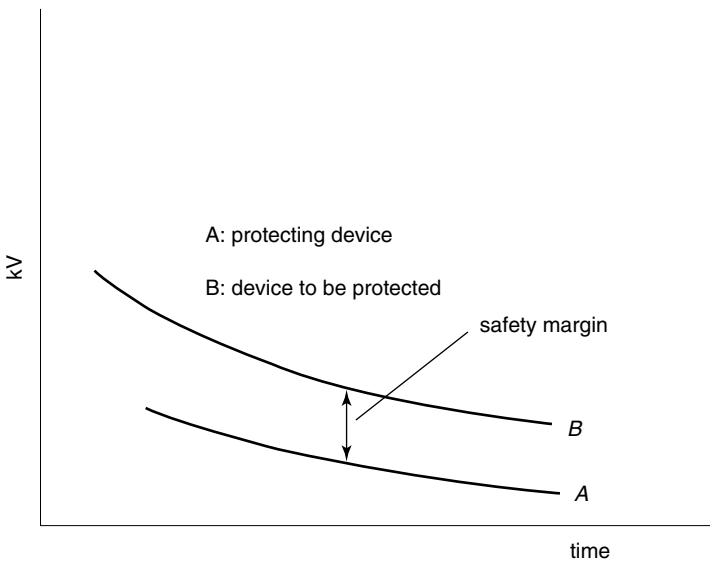 A: protecting device
kV
B: device to be protected
safety margin
B
A
time